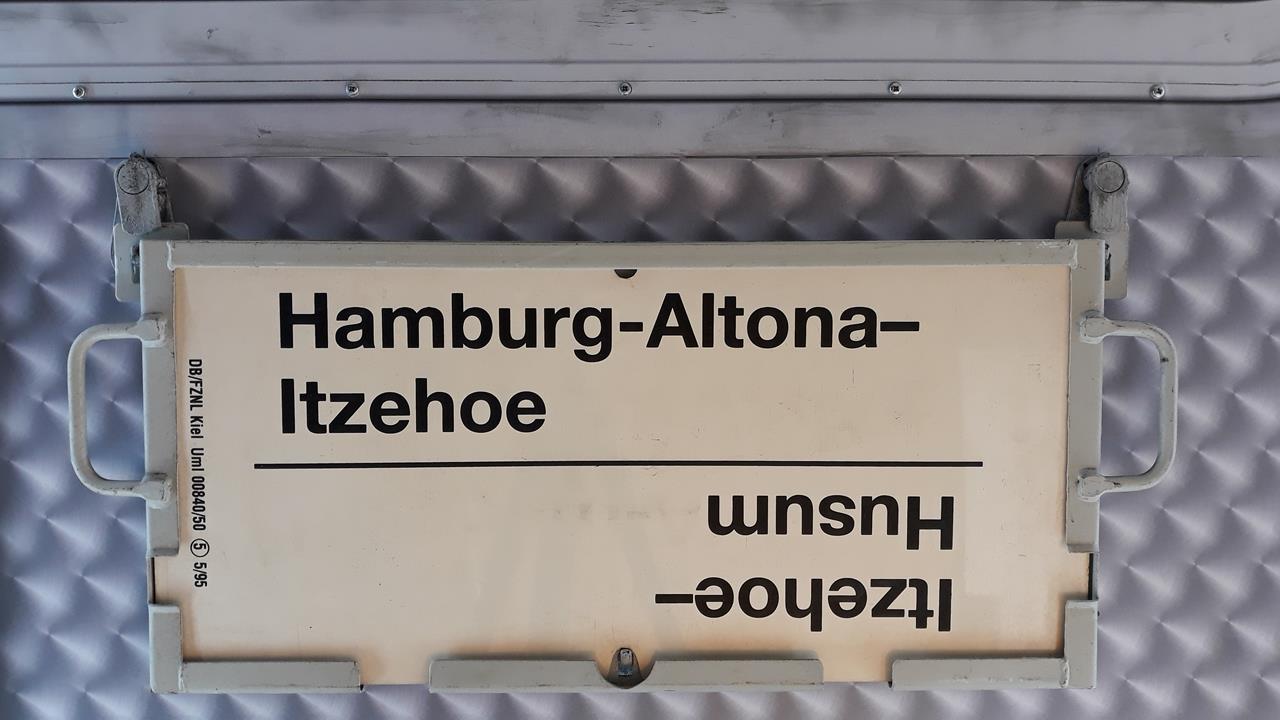 Hamburg-Altona–
Itzehoe
Itzehoe–
Husum
DB/FZNL Kiel Uml 00840/50 ⑤ 5/95